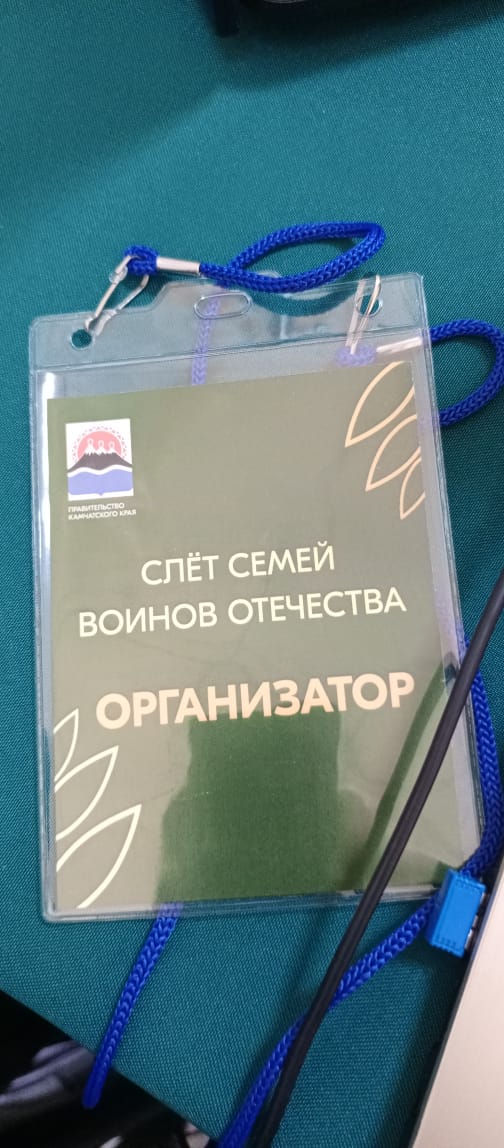 ПРАВИТЕЛЬСТВО
КАМЧАТСКОГО КРАЯ
СЛЁТ СЕМЕЙ
ВОИНОВ ОТЕЧЕСТВА
ОРГАНИЗАТОР